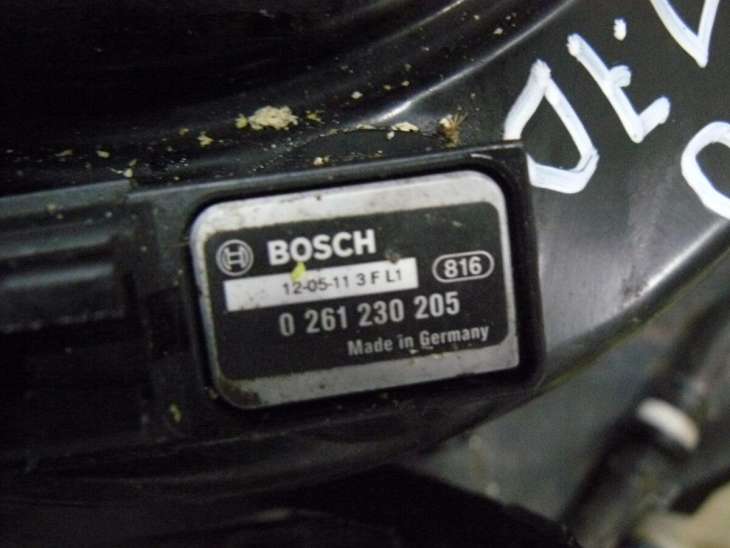 BOSCH
12-05-11 3 F L1
816
0 261 230 205
Made in Germany